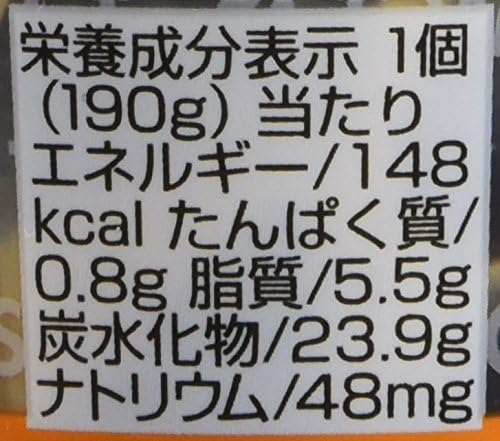 栄養成分表示 1個
(190g) 当たり
エネルギー/148
kcal たんぱく質/
0.8g 脂質/5.5g
炭水化物/23.9g
ナトリウム/48mg